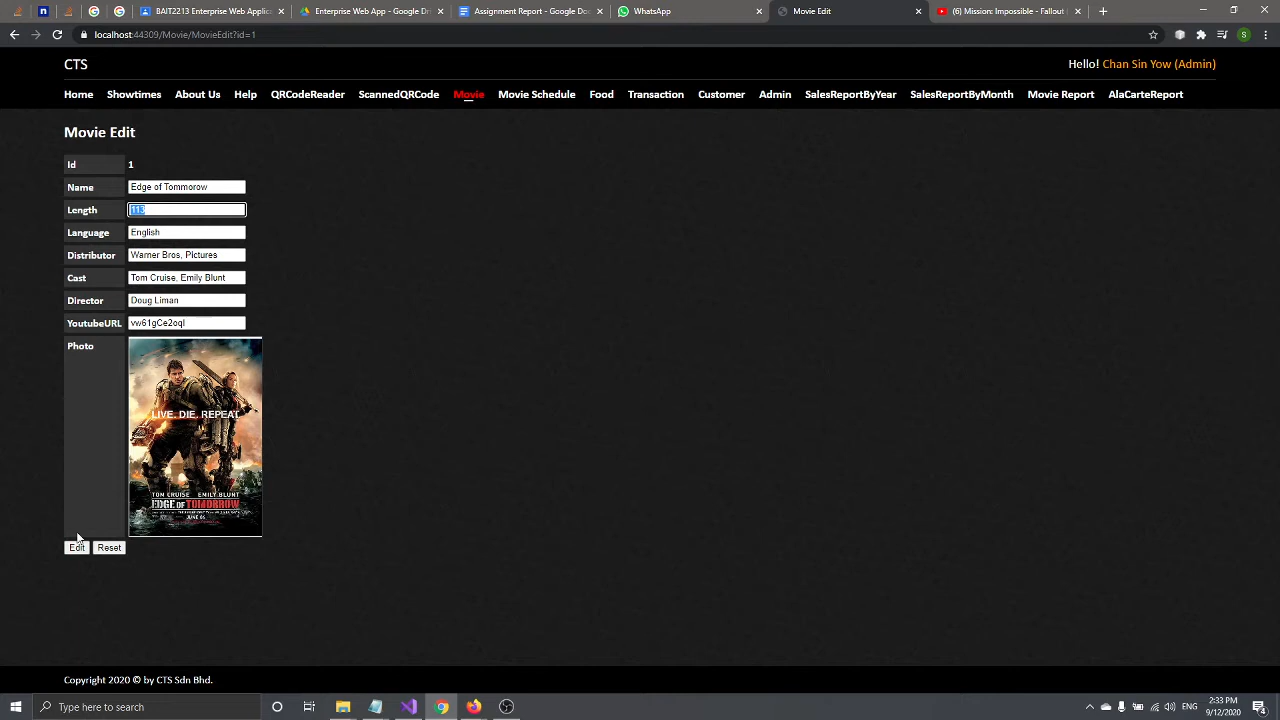 BAIT2213 Enterprise Web Applic
Enterprise Web App - Google Dri
Assignment Report - Google Doc
WhatsApp
Movie Edit
(6) Mission: Impossible - Fallout
localhost:44309/Movie/MovieEdit?id=1
CTS
Hello! Chan Sin Yow (Admin)
Home Showtimes About Us Help QRCodeReader ScannedQRCode Movie Movie Schedule Food Transaction Customer Admin SalesReportByYear SalesReportByMonth Movie Report AlaCarteReport
Movie Edit
Id 1
Name Edge of Tommorow
Length 113
Language English
Distributor Warner Bros, Pictures
Cast Tom Cruise, Emily Blunt
Director Doug Liman
YoutubeURL vw61gCe2oqI
Photo
LIVE. DIE. REPEAT
TOM CRUISE EMILY BLUNT
EDGE OF TOMORROW
JUNE 06
Edit Reset
Copyright 2020 © by CTS Sdn Bhd.
Type here to search
ENG
2:33 PM
9/12/2020